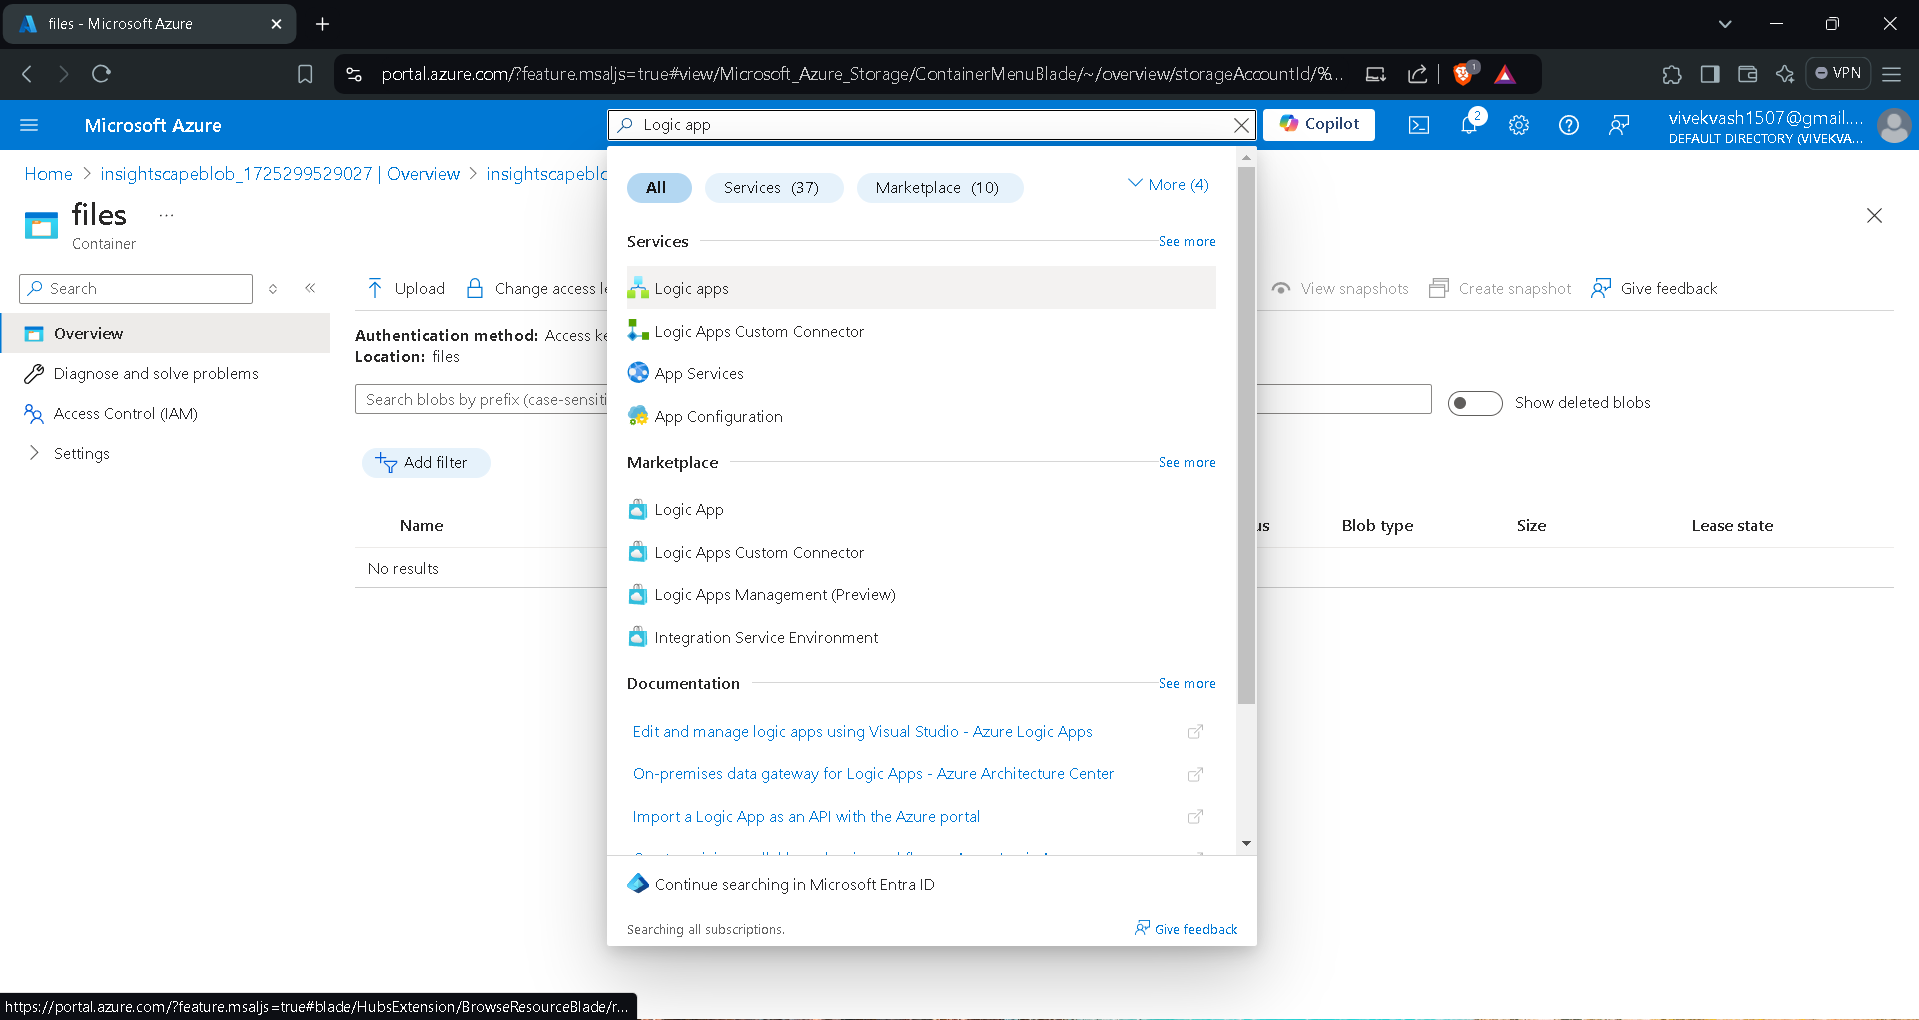 files - Microsoft Azure
portal.azure.com/?feature.msaljs=true#view/Microsoft_Azure_Storage/ContainerMenuBlade/~/overview/storageAccountId/%...
1
VPN
Microsoft Azure
Logic app
Copilot
2
vivekvash1507@gmail....
DEFAULT DIRECTORY (VIVEKVA...
Home > insightscapeblob_1725299529027 | Overview > insightscapeblo
files ...
Container
All
Services (37)
Marketplace (10)
More (4)
Services
See more
Logic apps
Logic Apps Custom Connector
App Services
App Configuration
Marketplace
See more
Logic App
Logic Apps Custom Connector
Logic Apps Management (Preview)
Integration Service Environment
Documentation
See more
Edit and manage logic apps using Visual Studio - Azure Logic Apps
On-premises data gateway for Logic Apps - Azure Architecture Center
Import a Logic App as an API with the Azure portal
Continue searching in Microsoft Entra ID
Searching all subscriptions.
Give feedback
Search
Overview
Diagnose and solve problems
Access Control (IAM)
Settings
Upload
Change access le
View snapshots
Create snapshot
Give feedback
Authentication method: Access ke
Location: files
Search blobs by prefix (case-sensiti
Show deleted blobs
Add filter
Name
us
Blob type
Size
Lease state
No results
https://portal.azure.com/?feature.msaljs=true#blade/HubsExtension/BrowseResourceBlade/r...